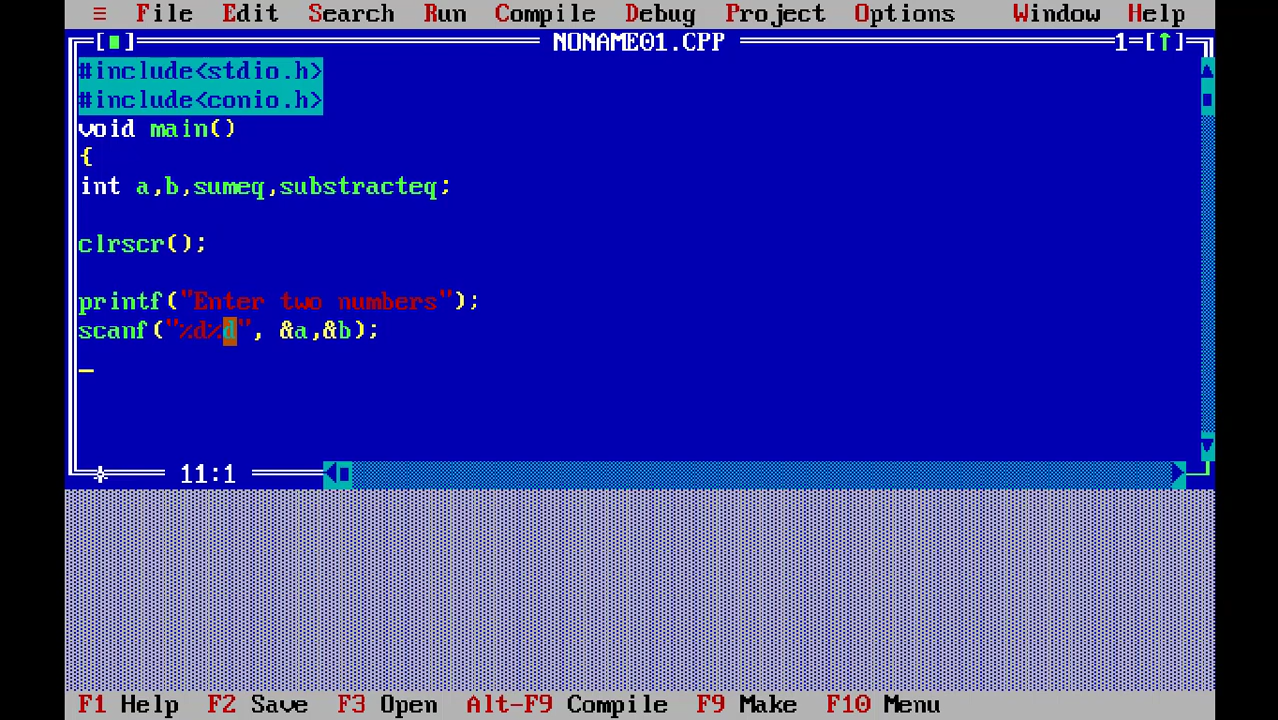 ≡ File Edit Search Run Compile Debug Project Options Window Help
[■] NONAME01.CPP 1=[↑]
#include<stdio.h>
#include<conio.h>
void main()
{
int a,b,sumeq,substracteq;
clrscr();
printf("Enter two numbers");
scanf("%d%d", &a,&b);
11:1
F1 Help F2 Save F3 Open Alt-F9 Compile F9 Make F10 Menu